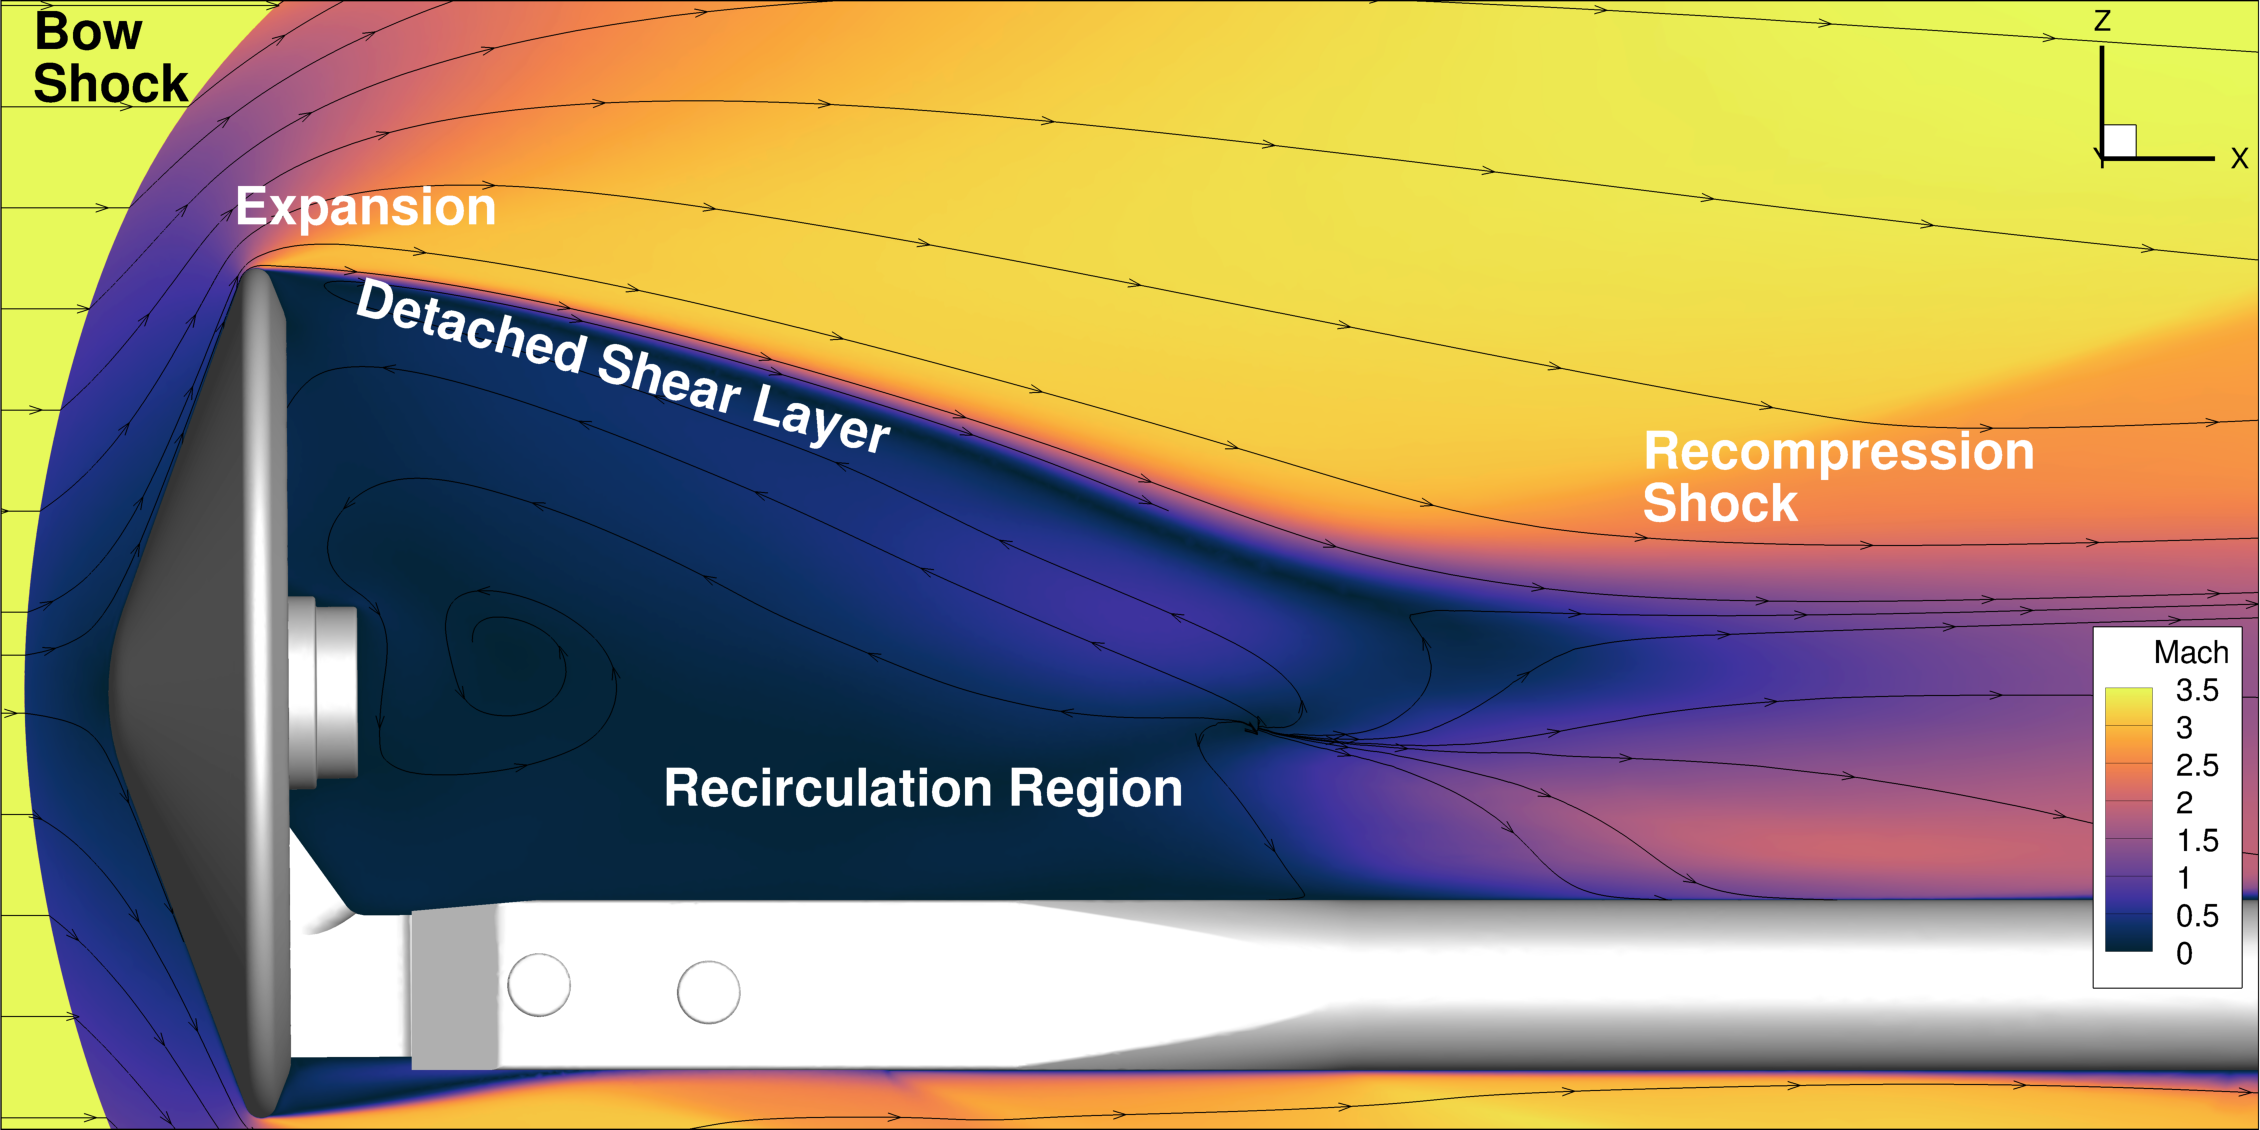 Bow
Shock
Z
Y
X
Expansion
Detached Shear Layer
Recompression
Shock
Recirculation Region
Mach
3.5
3
2.5
2
1.5
1
0.5
0